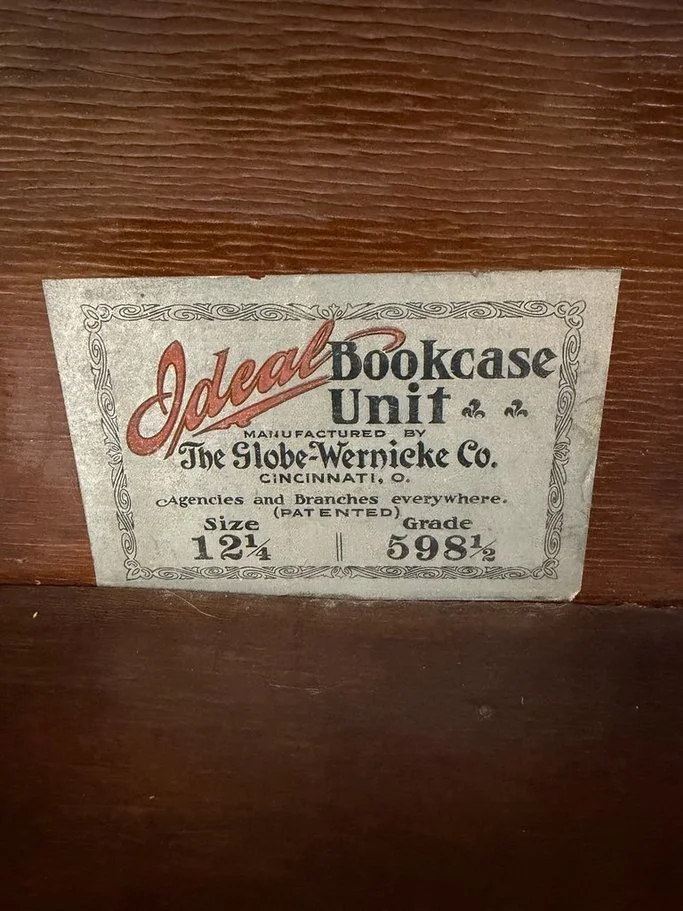 Ideal Bookcase
Unit
MANUFACTURED BY
The Globe-Wernicke Co.
CINCINNATI, O.
Agencies and Branches everywhere.
(PATENTED)
Size Grade
12¼ || 598½